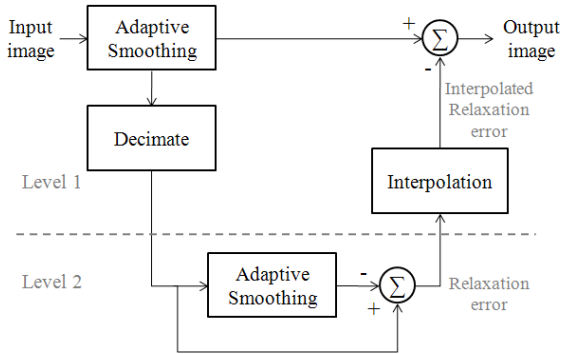 Input
image
Adaptive
Smoothing
+
Σ
-
Output
image
Interpolated
Relaxation
error
Decimate
Level 1
Interpolation
Level 2
Adaptive
Smoothing
-
+
Σ
Relaxation
error